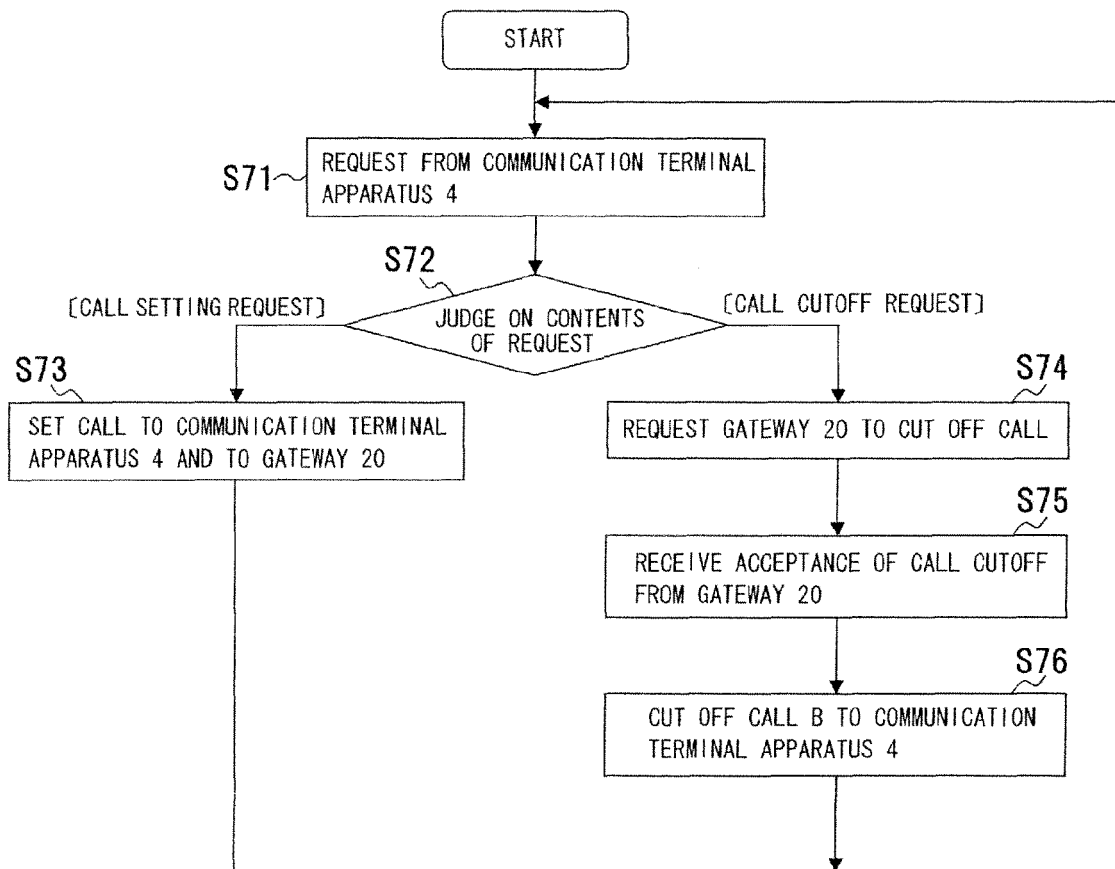 START
S71
REQUEST FROM COMMUNICATION TERMINAL
APPARATUS 4
S72
[CALL SETTING REQUEST]
JUDGE ON CONTENTS
OF REQUEST
[CALL CUTOFF REQUEST]
S73
SET CALL TO COMMUNICATION TERMINAL
APPARATUS 4 AND TO GATEWAY 20
S74
REQUEST GATEWAY 20 TO CUT OFF CALL
S75
RECEIVE ACCEPTANCE OF CALL CUTOFF
FROM GATEWAY 20
S76
CUT OFF CALL B TO COMMUNICATION
TERMINAL APPARATUS 4